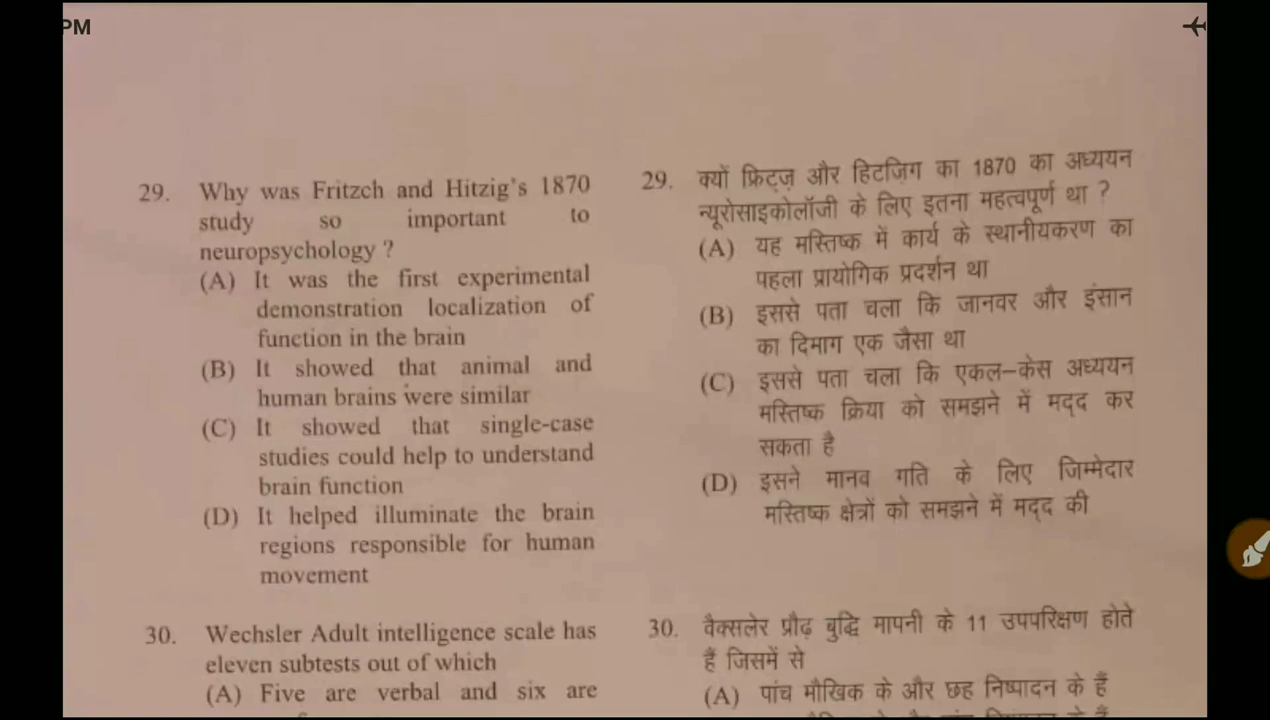 PM
29. Why was Fritzch and Hitzig's 1870
study so important to
neuropsychology ?
(A) It was the first experimental
demonstration localization of
function in the brain
(B) It showed that animal and
human brains were similar
(C) It showed that single-case
studies could help to understand
brain function
(D) It helped illuminate the brain
regions responsible for human
movement
30. Wechsler Adult intelligence scale has
eleven subtests out of which
(A) Five are verbal and six are
29. क्यों फ्रिट्ज़ और हिटज़िग का 1870 का अध्ययन
न्यूरोसाइकोलॉजी के लिए इतना महत्वपूर्ण था ?
(A) यह मस्तिष्क में कार्य के स्थानीयकरण का
पहला प्रायोगिक प्रदर्शन था
(B) इससे पता चला कि जानवर और इंसान
का दिमाग एक जैसा था
(C) इससे पता चला कि एकल-केस अध्ययन
मस्तिष्क क्रिया को समझने में मद्द कर
सकता है
(D) इसने मानव गति के लिए जिम्मेदार
मस्तिष्क क्षेत्रों को समझने में मद्द की
30. वैक्सलेर प्रौढ़ बुद्धि मापनी के 11 उपपरिक्षण होते
हैं जिसमें से
(A) पांच मौखिक के और छह निष्पादन के हैं